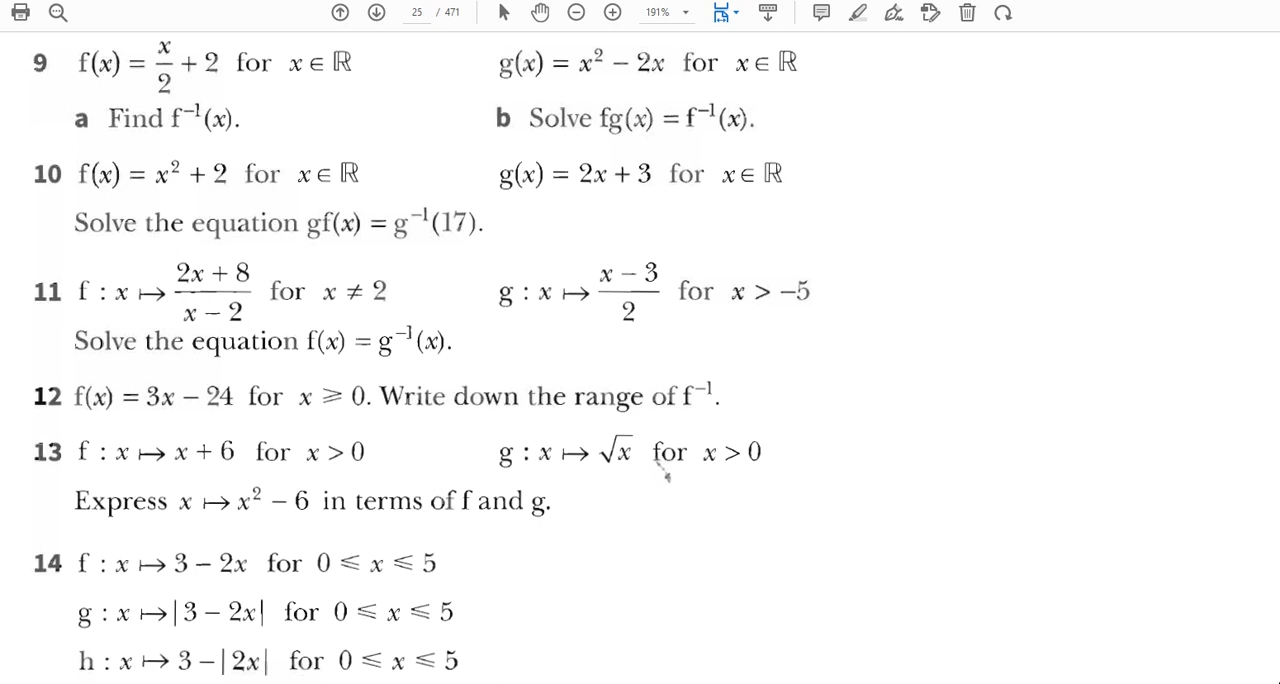 25 / 471 191%
9 f(x) = x/2 + 2 for x ∈ ℝ g(x) = x² − 2x for x ∈ ℝ
a Find f⁻¹(x). b Solve fg(x) = f⁻¹(x).
10 f(x) = x² + 2 for x ∈ ℝ g(x) = 2x + 3 for x ∈ ℝ
Solve the equation gf(x) = g⁻¹(17).
11 f : x ↦ (2x + 8)/(x − 2) for x ≠ 2 g : x ↦ (x − 3)/2 for x > −5
Solve the equation f(x) = g⁻¹(x).
12 f(x) = 3x − 24 for x ⩾ 0. Write down the range of f⁻¹.
13 f : x ↦ x + 6 for x > 0 g : x ↦ √x for x > 0
Express x ↦ x² − 6 in terms of f and g.
14 f : x ↦ 3 − 2x for 0 ⩽ x ⩽ 5
g : x ↦ |3 − 2x| for 0 ⩽ x ⩽ 5
h : x ↦ 3 − |2x| for 0 ⩽ x ⩽ 5